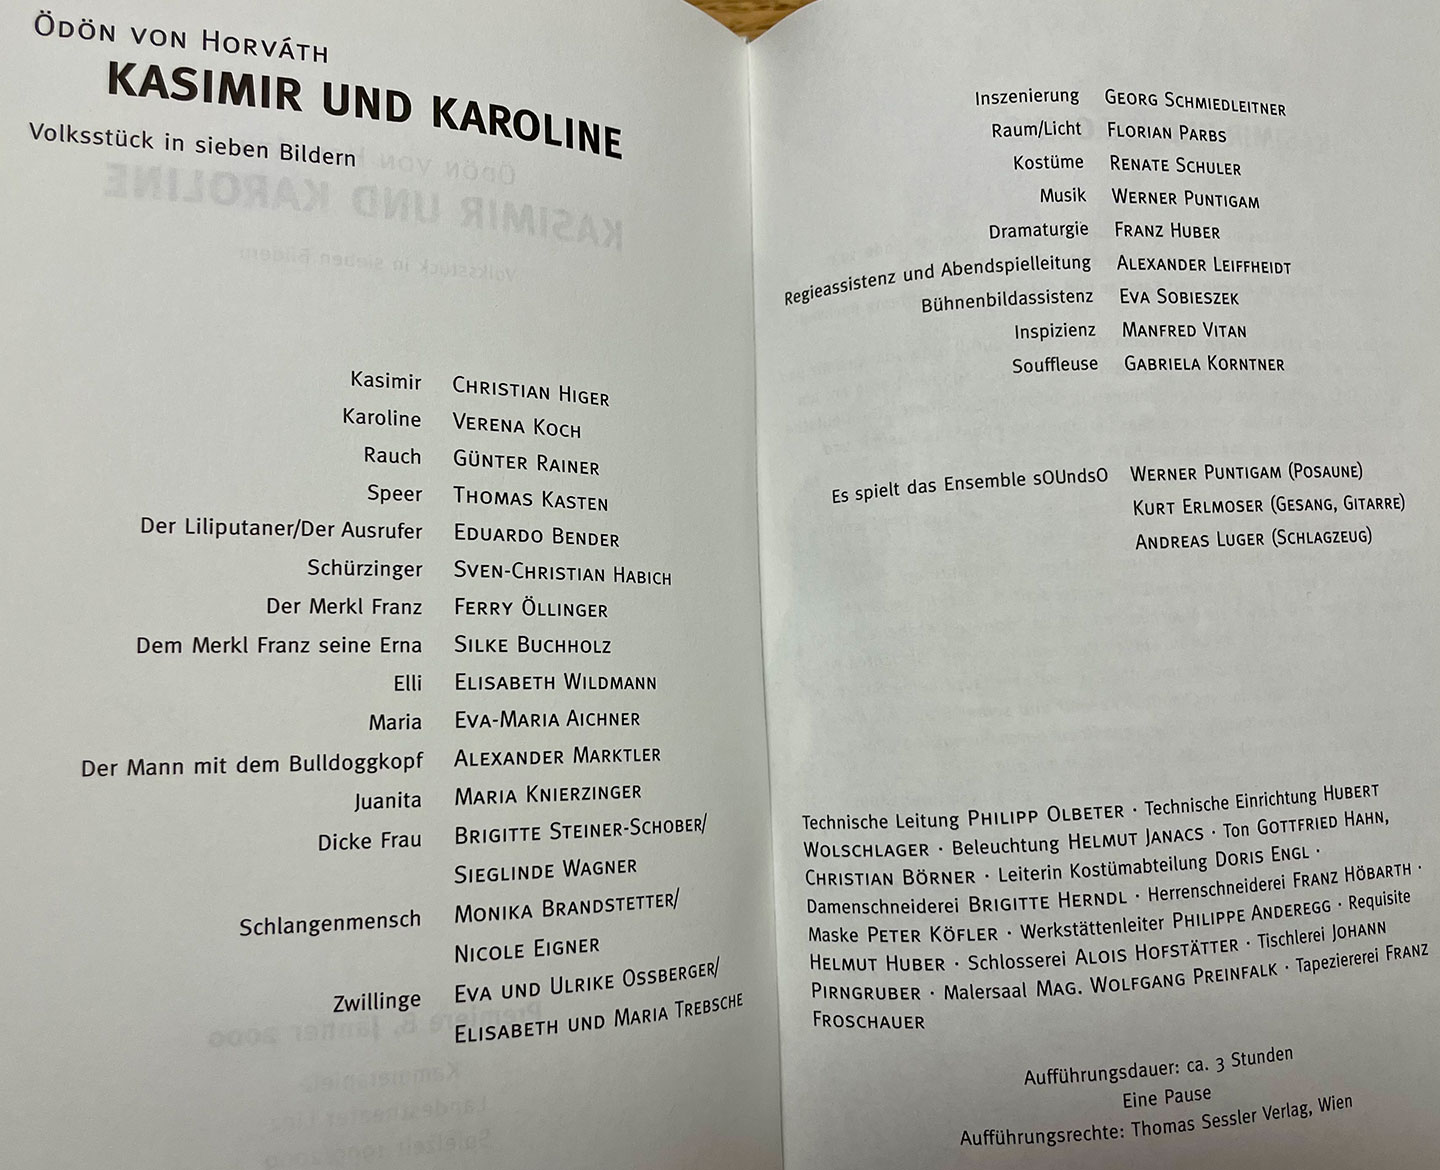 Ödön von Horváth
KASIMIR UND KAROLINE
Volksstück in sieben Bildern
Kasimir Christian Higer
Karoline Verena Koch
Rauch Günter Rainer
Speer Thomas Kasten
Der Liliputaner/Der Ausrufer Eduardo Bender
Schürzinger Sven-Christian Habich
Der Merkl Franz Ferry Öllinger
Dem Merkl Franz seine Erna Silke Buchholz
Elli Elisabeth Wildmann
Maria Eva-Maria Aichner
Der Mann mit dem Bulldoggkopf Alexander Marktler
Juanita Maria Knierzinger
Dicke Frau Brigitte Steiner-Schober/
Sieglinde Wagner
Schlangenmensch Monika Brandstetter/
Nicole Eigner
Zwillinge Eva und Ulrike Ossberger/
Elisabeth und Maria Trebsche
Inszenierung Georg Schmiedleitner
Raum/Licht Florian Parbs
Kostüme Renate Schuler
Musik Werner Puntigam
Dramaturgie Franz Huber
Regieassistenz und Abendspielleitung Alexander Leiffheidt
Bühnenbildassistenz Eva Sobieszek
Inspizienz Manfred Vitan
Souffleuse Gabriela Korntner
Es spielt das Ensemble sOUndsO Werner Puntigam (Posaune)
Kurt Erlmoser (Gesang, Gitarre)
Andreas Luger (Schlagzeug)
Technische Leitung Philipp Olbeter · Technische Einrichtung Hubert
Wolschlager · Beleuchtung Helmut Janacs · Ton Gottfried Hahn,
Christian Börner · Leiterin Kostümabteilung Doris Engl ·
Damenschneiderei Brigitte Herndl · Herrenschneiderei Franz Höbarth ·
Maske Peter Köfler · Werkstättenleiter Philippe Anderegg · Requisite
Helmut Huber · Schlosserei Alois Hofstätter · Tischlerei Johann
Pirngruber · Malersaal Mag. Wolfgang Preinfalk · Tapeziererei Franz
Froschauer
Aufführungsdauer: ca. 3 Stunden
Eine Pause
Aufführungsrechte: Thomas Sessler Verlag, Wien